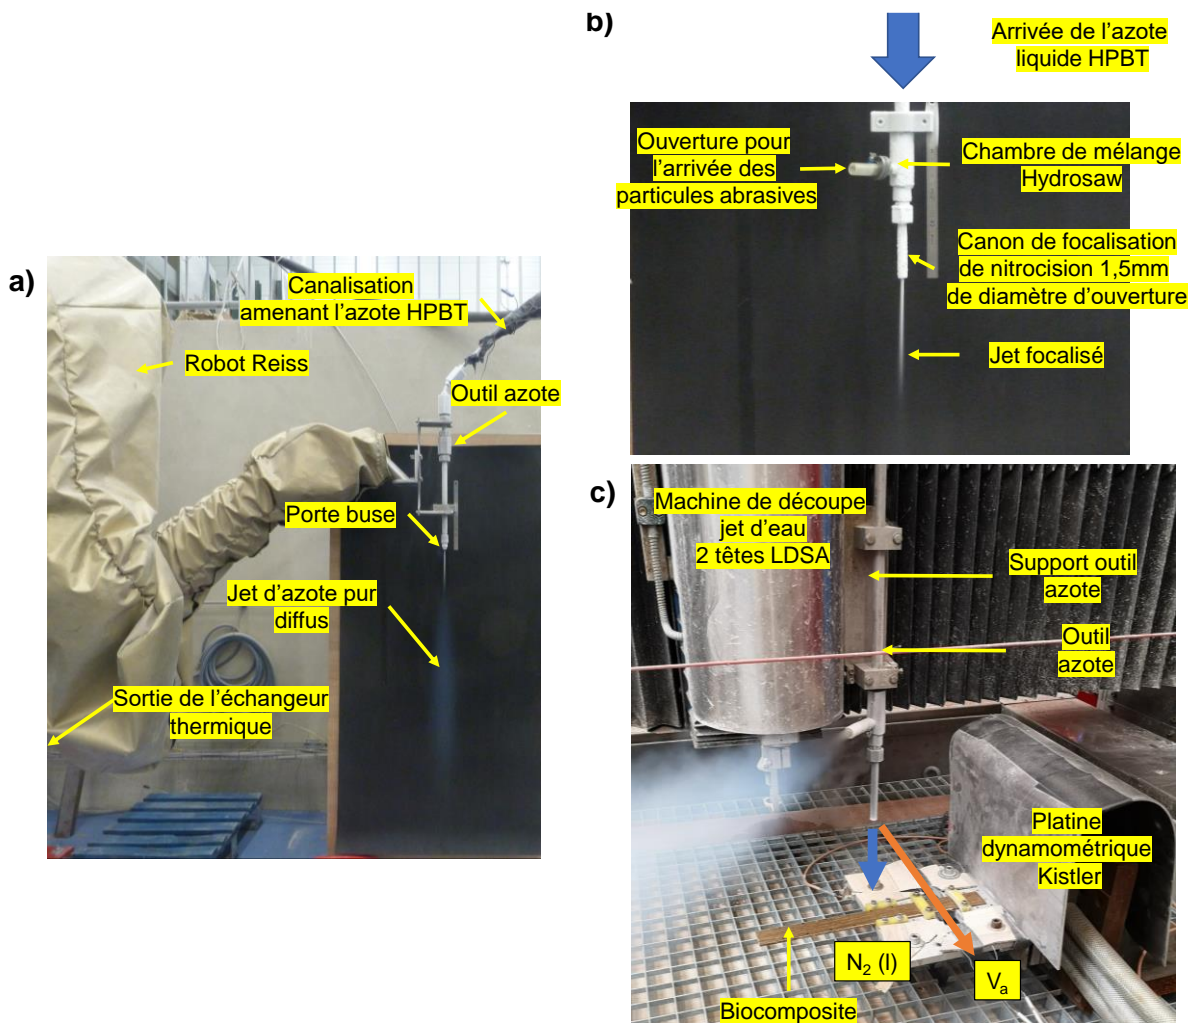 a)
Canalisation
amenant l'azote HPBT
Robot Reiss
Outil azote
Porte buse
Jet d'azote pur
diffus
Sortie de l'échangeur
thermique
b)
Arrivée de l'azote
liquide HPBT
Ouverture pour
l'arrivée des
particules abrasives
Chambre de mélange
Hydrosaw
Canon de focalisation
de nitrocision 1,5mm
de diamètre d'ouverture
Jet focalisé
c)
Machine de découpe
jet d'eau
2 têtes LDSA
Support outil
azote
Outil
azote
Platine
dynamométrique
Kistler
N₂ (l)
Vₐ
Biocomposite